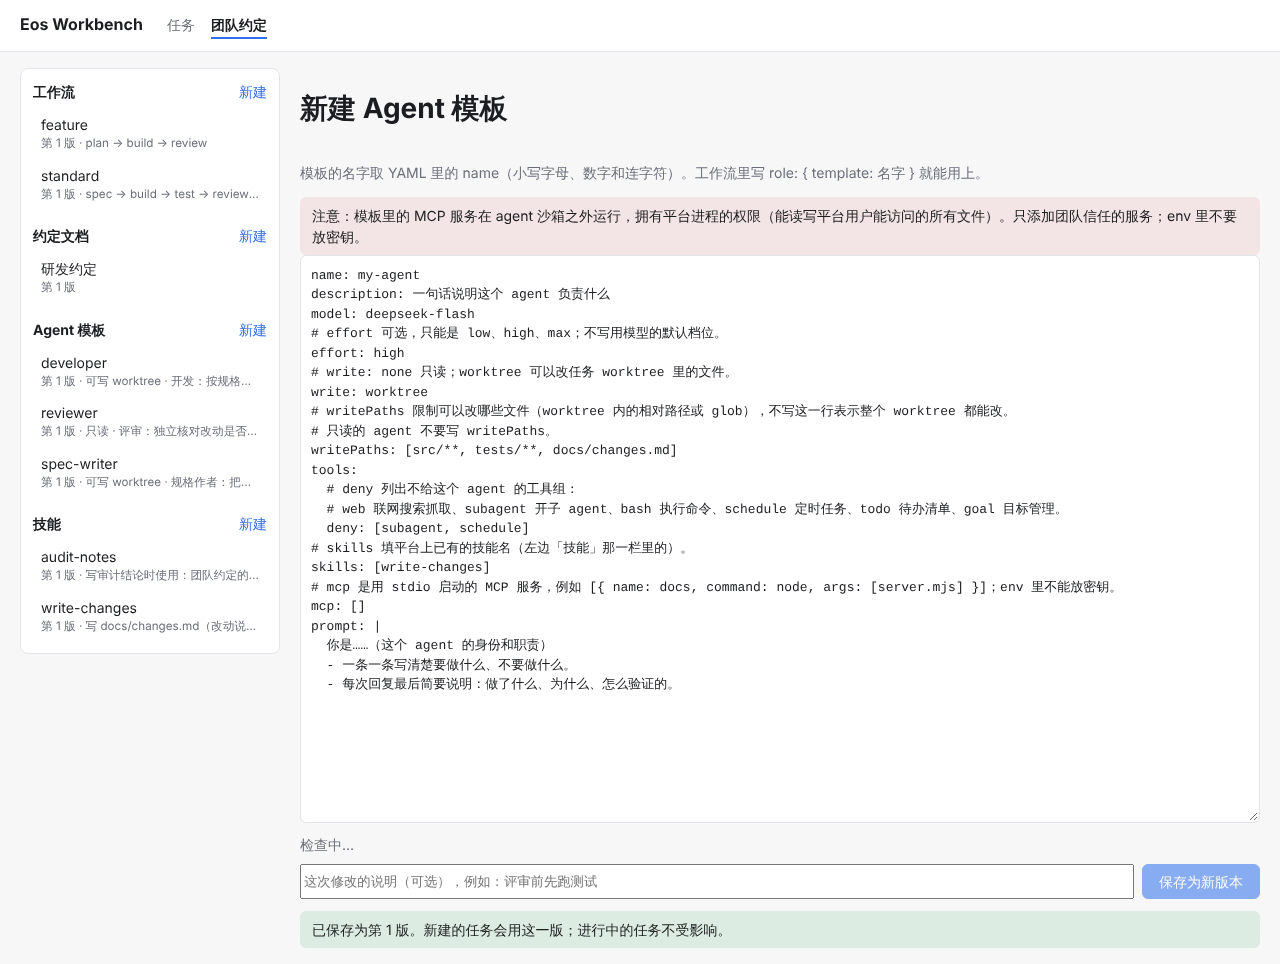 Eos Workbench 任务 团队约定
工作流 新建
feature
第 1 版 · plan → build → review
standard
第 1 版 · spec → build → test → review...
约定文档 新建
研发约定
第 1 版
Agent 模板 新建
developer
第 1 版 · 可写 worktree · 开发：按规格...
reviewer
第 1 版 · 只读 · 评审：独立核对改动是否...
spec-writer
第 1 版 · 可写 worktree · 规格作者：把...
技能 新建
audit-notes
第 1 版 · 写审计结论时使用：团队约定的...
write-changes
第 1 版 · 写 docs/changes.md（改动说...
新建 Agent 模板
模板的名字取 YAML 里的 name（小写字母、数字和连字符）。工作流里写 role: { template: 名字 } 就能用上。
注意：模板里的 MCP 服务在 agent 沙箱之外运行，拥有平台进程的权限（能读写平台用户能访问的所有文件）。只添加团队信任的服务；env 里不要
放密钥。
name: my-agent
description: 一句话说明这个 agent 负责什么
model: deepseek-flash
# effort 可选，只能是 low、high、max；不写用模型的默认档位。
effort: high
# write: none 只读；worktree 可以改任务 worktree 里的文件。
write: worktree
# writePaths 限制可以改哪些文件（worktree 内的相对路径或 glob），不写这一行表示整个 worktree 都能改。
# 只读的 agent 不要写 writePaths。
writePaths: [src/**, tests/**, docs/changes.md]
tools:
  # deny 列出不给这个 agent 的工具组：
  # web 联网搜索抓取、subagent 开子 agent、bash 执行命令、schedule 定时任务、todo 待办清单、goal 目标管理。
  deny: [subagent, schedule]
# skills 填平台上已有的技能名（左边「技能」那一栏里的）。
skills: [write-changes]
# mcp 是用 stdio 启动的 MCP 服务，例如 [{ name: docs, command: node, args: [server.mjs] }]；env 里不能放密钥。
mcp: []
prompt: |
  你是……（这个 agent 的身份和职责）
  - 一条一条写清楚要做什么、不要做什么。
  - 每次回复最后简要说明：做了什么、为什么、怎么验证的。
检查中...
这次修改的说明（可选），例如：评审前先跑测试 保存为新版本
已保存为第 1 版。新建的任务会用这一版；进行中的任务不受影响。